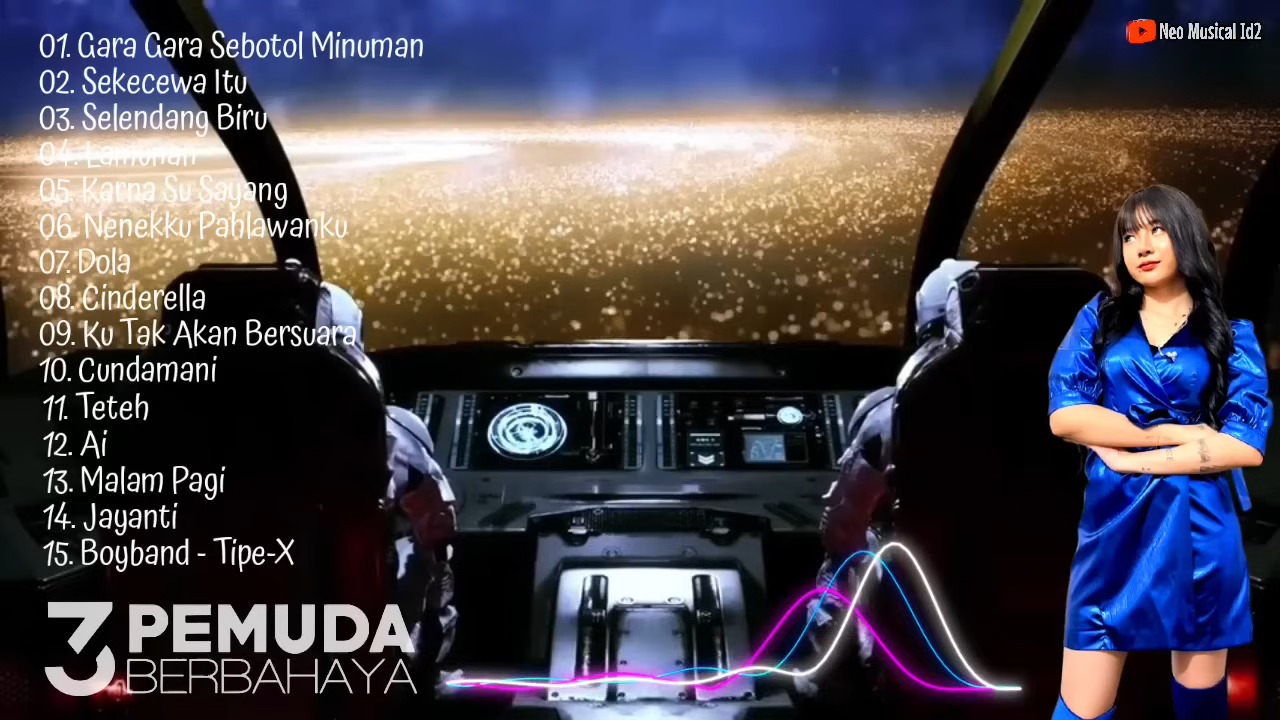 01. Gara Gara Sebotol Minuman
02. Sekecewa Itu
03. Selendang Biru
04. Lamunan
05. Karna Su Sayang
06. Nenekku Pahlawanku
07. Dola
08. Cinderella
09. Ku Tak Akan Bersuara
10. Cundamani
11. Teteh
12. Ai
13. Malam Pagi
14. Jayanti
15. Boyband - Tipe-X
3 PEMUDA
BERBAHAYA
Neo Musical Id2